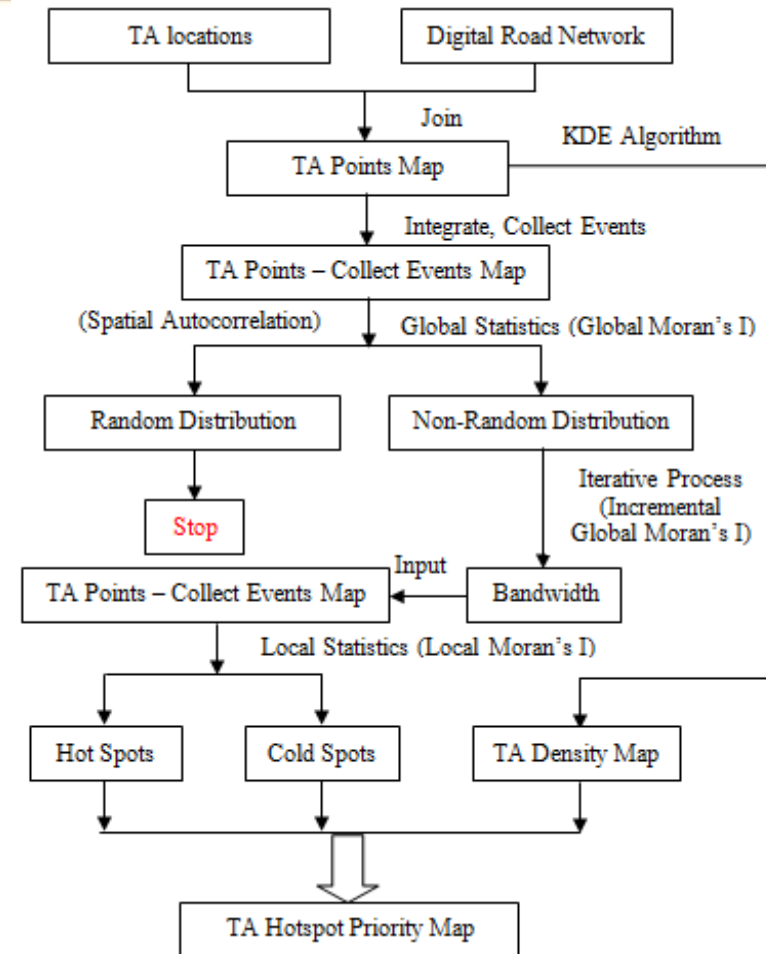 TA locations
Digital Road Network
Join
KDE Algorithm
TA Points Map
Integrate, Collect Events
TA Points – Collect Events Map
(Spatial Autocorrelation)
Global Statistics (Global Moran's I)
Random Distribution
Non-Random Distribution
Iterative Process
(Incremental
Global Moran's I)
Stop
Input
TA Points – Collect Events Map
Bandwidth
Local Statistics (Local Moran's I)
Hot Spots
Cold Spots
TA Density Map
TA Hotspot Priority Map